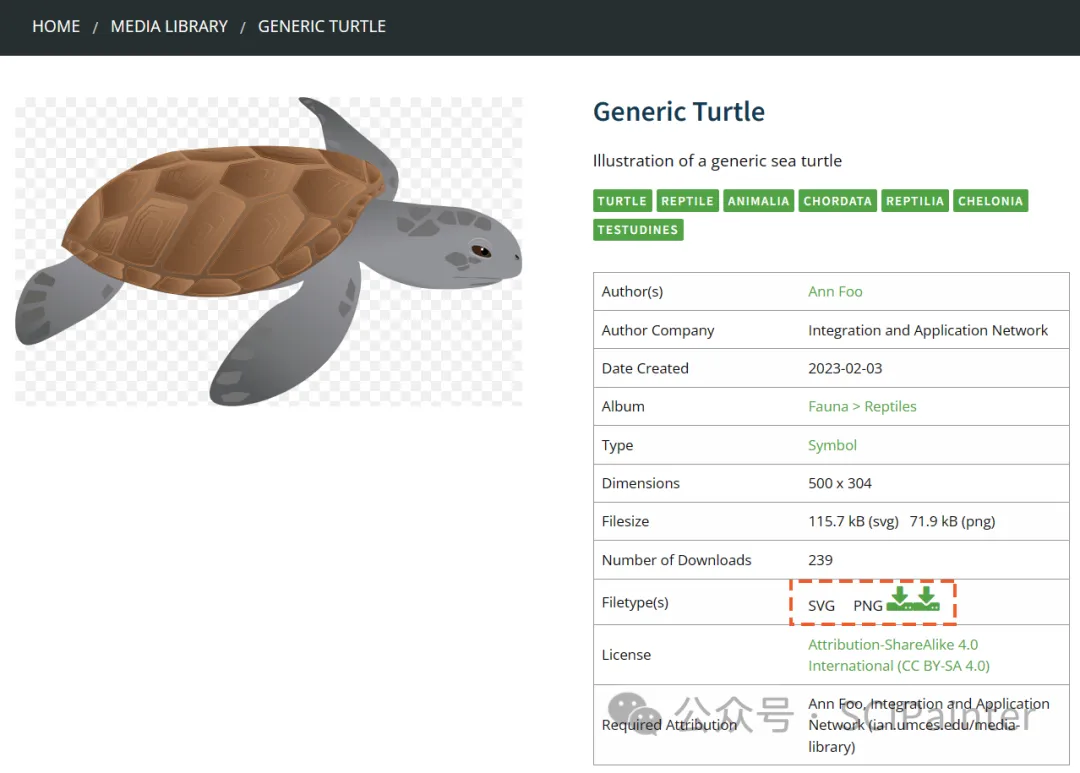 HOME / MEDIA LIBRARY / GENERIC TURTLE
Generic Turtle
Illustration of a generic sea turtle
TURTLE REPTILE ANIMALIA CHORDATA REPTILIA CHELONIA
TESTUDINES
Author(s) Ann Foo
Author Company Integration and Application Network
Date Created 2023-02-03
Album Fauna > Reptiles
Type Symbol
Dimensions 500 x 304
Filesize 115.7 kB (svg) 71.9 kB (png)
Number of Downloads 239
Filetype(s) SVG PNG
License Attribution-ShareAlike 4.0
International (CC BY-SA 4.0)
Required Attribution Ann Foo, Integration and Application
Network (ian.umces.edu/media-
library)
公众号 · SCIPainter